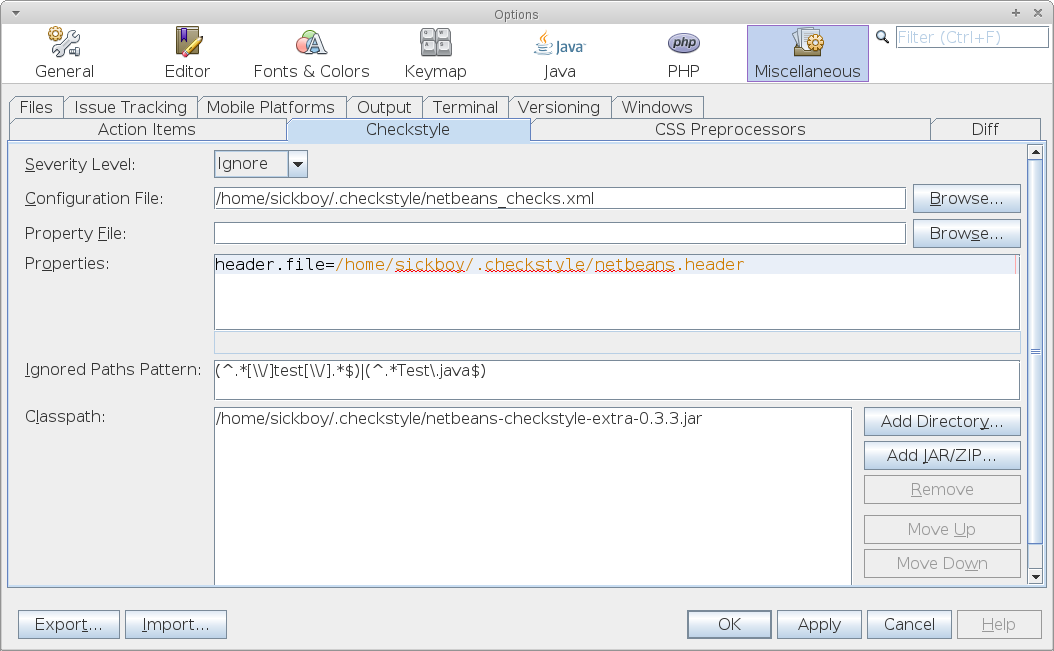 Options
General
Editor
Fonts & Colors
Keymap
Java
Java
php
PHP
Miscellaneous
Filter (Ctrl+F)
Files
Issue Tracking
Mobile Platforms
Output
Terminal
Versioning
Windows
Action Items
Checkstyle
CSS Preprocessors
Diff
Severity Level:
Ignore
Configuration File:
/home/sickboy/.checkstyle/netbeans_checks.xml
Browse...
Property File:
Browse...
Properties:
header.file=/home/sickboy/.checkstyle/netbeans.header
Ignored Paths Pattern:
(^.*[\\/]test[\\/].*$)|(^.*Test\.java$)
Classpath:
/home/sickboy/.checkstyle/netbeans-checkstyle-extra-0.3.3.jar
Add Directory...
Add JAR/ZIP...
Remove
Move Up
Move Down
Export...
Import...
OK
Apply
Cancel
Help